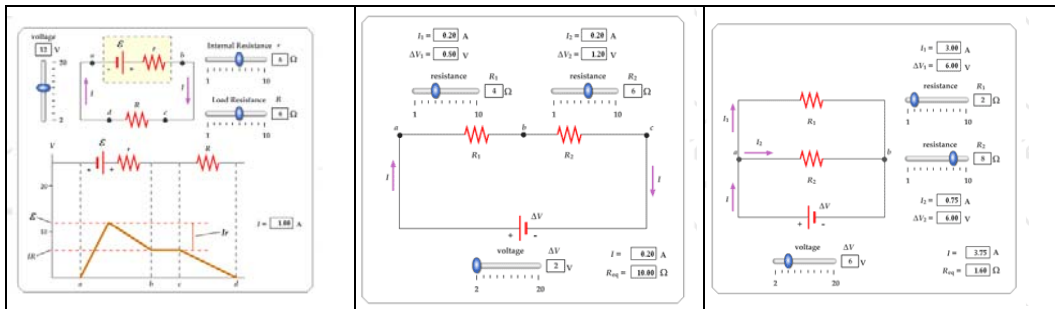 voltage
12 V
20
2
ε
r
a
b
I
I
d
R
c
Internal Resistance r
6 Ω
1
10
Load Resistance R
6 Ω
1
10
V
ε
r
R
20
ε
10
IR
Ir
I = 1.00 A
a
b
c
d
I₁ = 0.20 A
ΔV₁ = 0.80 V
I₂ = 0.20 A
ΔV₂ = 1.20 V
resistance R₁
4 Ω
1
10
resistance R₂
6 Ω
1
10
a
b
c
R₁
R₂
I
I
ΔV
+
-
voltage ΔV
2 V
2
20
I = 0.20 A
Req = 10.00 Ω
I₁ = 3.00 A
ΔV₁ = 6.00 V
resistance R₁
2 Ω
1
10
resistance R₂
8 Ω
1
10
I₂ = 0.75 A
ΔV₂ = 6.00 V
I₁
R₁
a
I₂
b
R₂
I
ΔV
+
-
voltage ΔV
6 V
2
20
I = 3.75 A
Req = 1.60 Ω